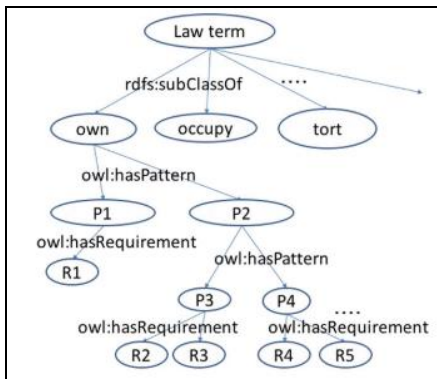 Law term
rdfs:subClassOf
....
own
occupy
tort
owl:hasPattern
P1
P2
owl:hasRequirement
owl:hasPattern
R1
P3
P4
....
owl:hasRequirement
owl:hasRequirement
R2
R3
R4
R5